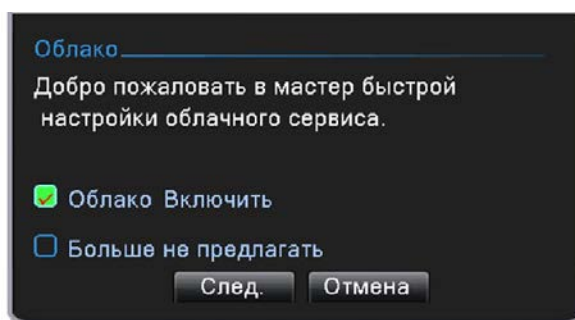 Облако
Добро пожаловать в мастер быстрой
настройки облачного сервиса.
Облако Включить
Больше не предлагать
След. Отмена